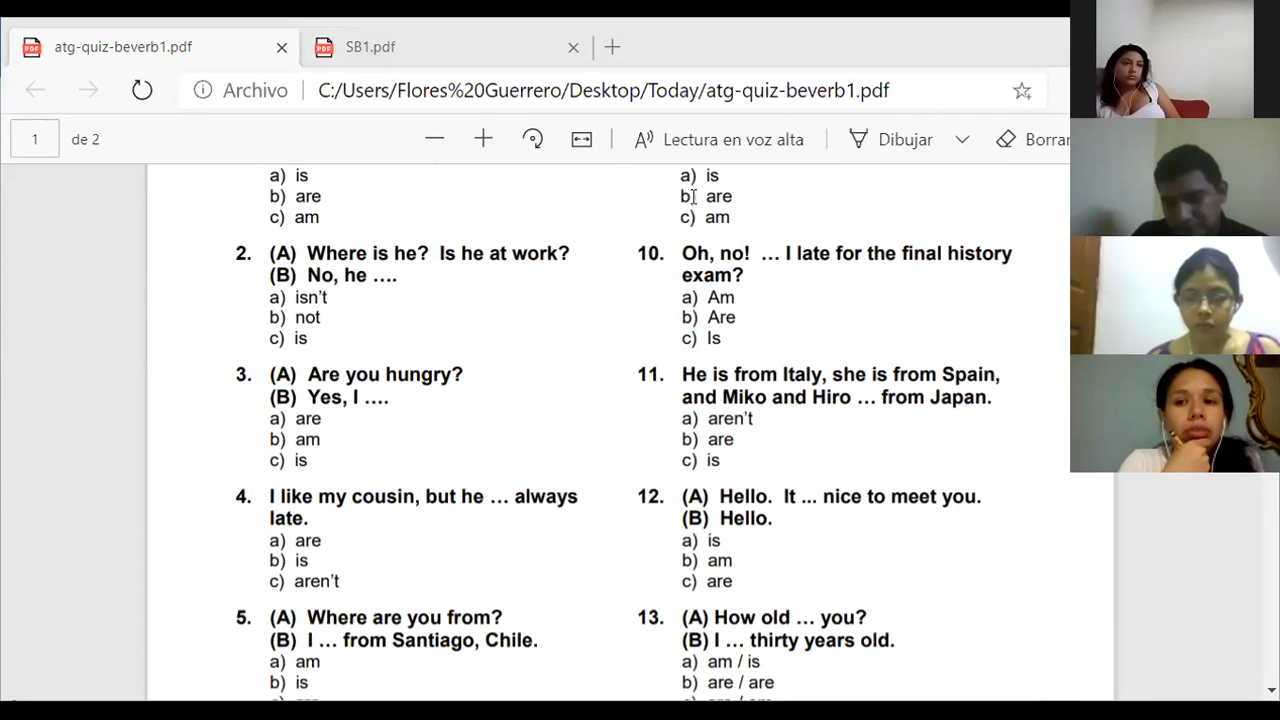 atg-quiz-beverb1.pdf
SB1.pdf
Archivo
C:/Users/Flores%20Guerrero/Desktop/Today/atg-quiz-beverb1.pdf
1
de 2
Lectura en voz alta
Dibujar
Borrar
a) is
b) are
c) am
2. (A) Where is he? Is he at work?
(B) No, he ….
a) isn't
b) not
c) is
3. (A) Are you hungry?
(B) Yes, I ….
a) are
b) am
c) is
4. I like my cousin, but he … always
late.
a) are
b) is
c) aren't
5. (A) Where are you from?
(B) I … from Santiago, Chile.
a) am
b) is
a) is
b) are
c) am
10. Oh, no! … I late for the final history
exam?
a) Am
b) Are
c) Is
11. He is from Italy, she is from Spain,
and Miko and Hiro … from Japan.
a) aren't
b) are
c) is
12. (A) Hello. It ... nice to meet you.
(B) Hello.
a) is
b) am
c) are
13. (A) How old … you?
(B) I … thirty years old.
a) am / is
b) are / are